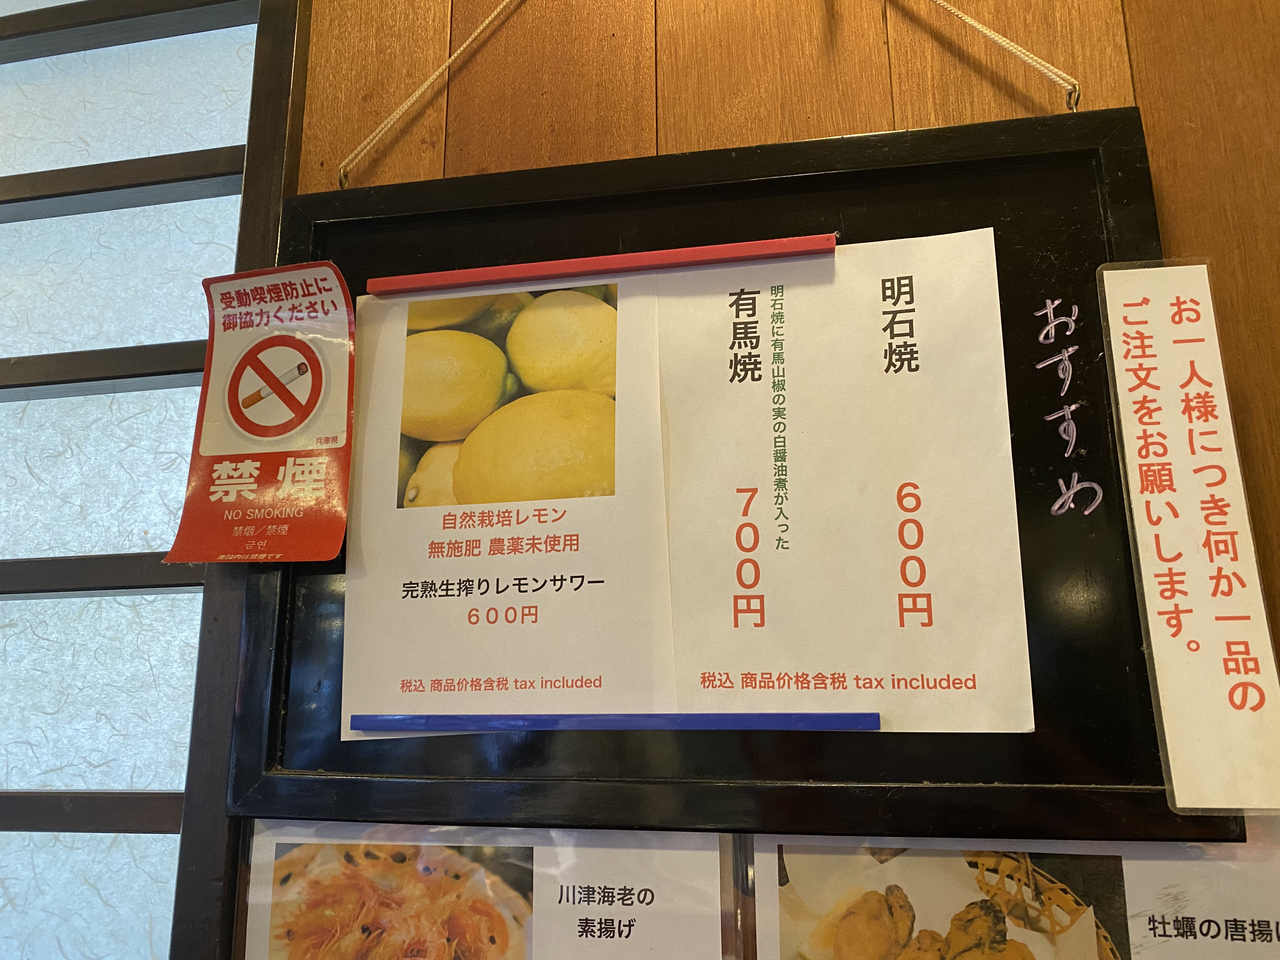 お一人様につき何か一品の
ご注文をお願いします。
おすすめ
明石焼
600円
明石焼に有馬山椒の実の白醤油煮が入った
有馬焼
700円
税込 商品价格含税 tax included
自然栽培レモン
無施肥 農薬未使用
完熟生搾りレモンサワー
600円
税込 商品价格含税 tax included
受動喫煙防止に
御協力ください
兵庫県
禁煙
NO SMOKING
禁烟／禁煙
금연
川津海老の
素揚げ
牡蠣の唐揚げ